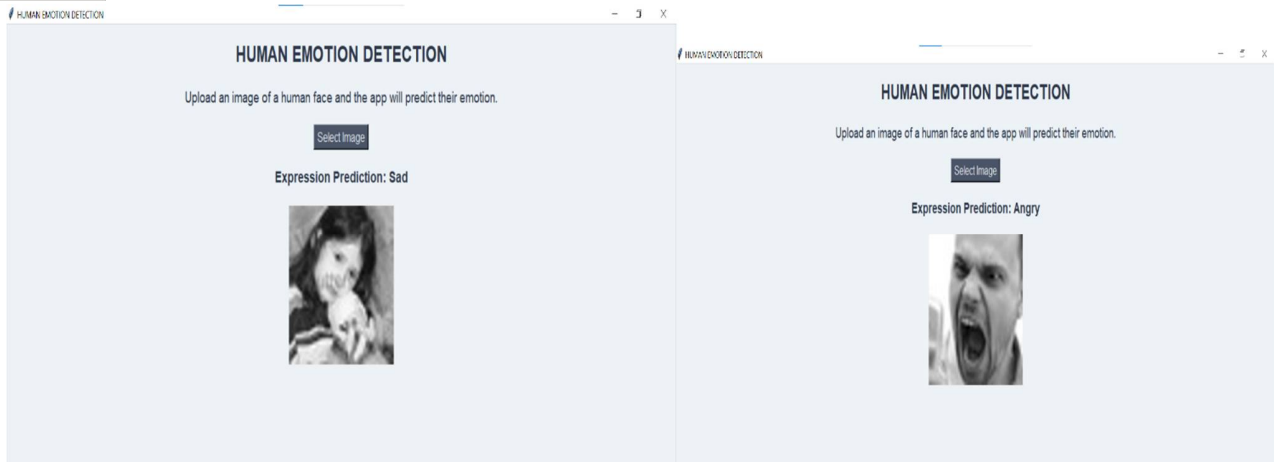 HUMAN EMOTION DETECTION
HUMAN EMOTION DETECTION
Upload an image of a human face and the app will predict their emotion.
Select Image
Expression Prediction: Sad
HUMAN EMOTION DETECTION
HUMAN EMOTION DETECTION
Upload an image of a human face and the app will predict their emotion.
Select Image
Expression Prediction: Angry